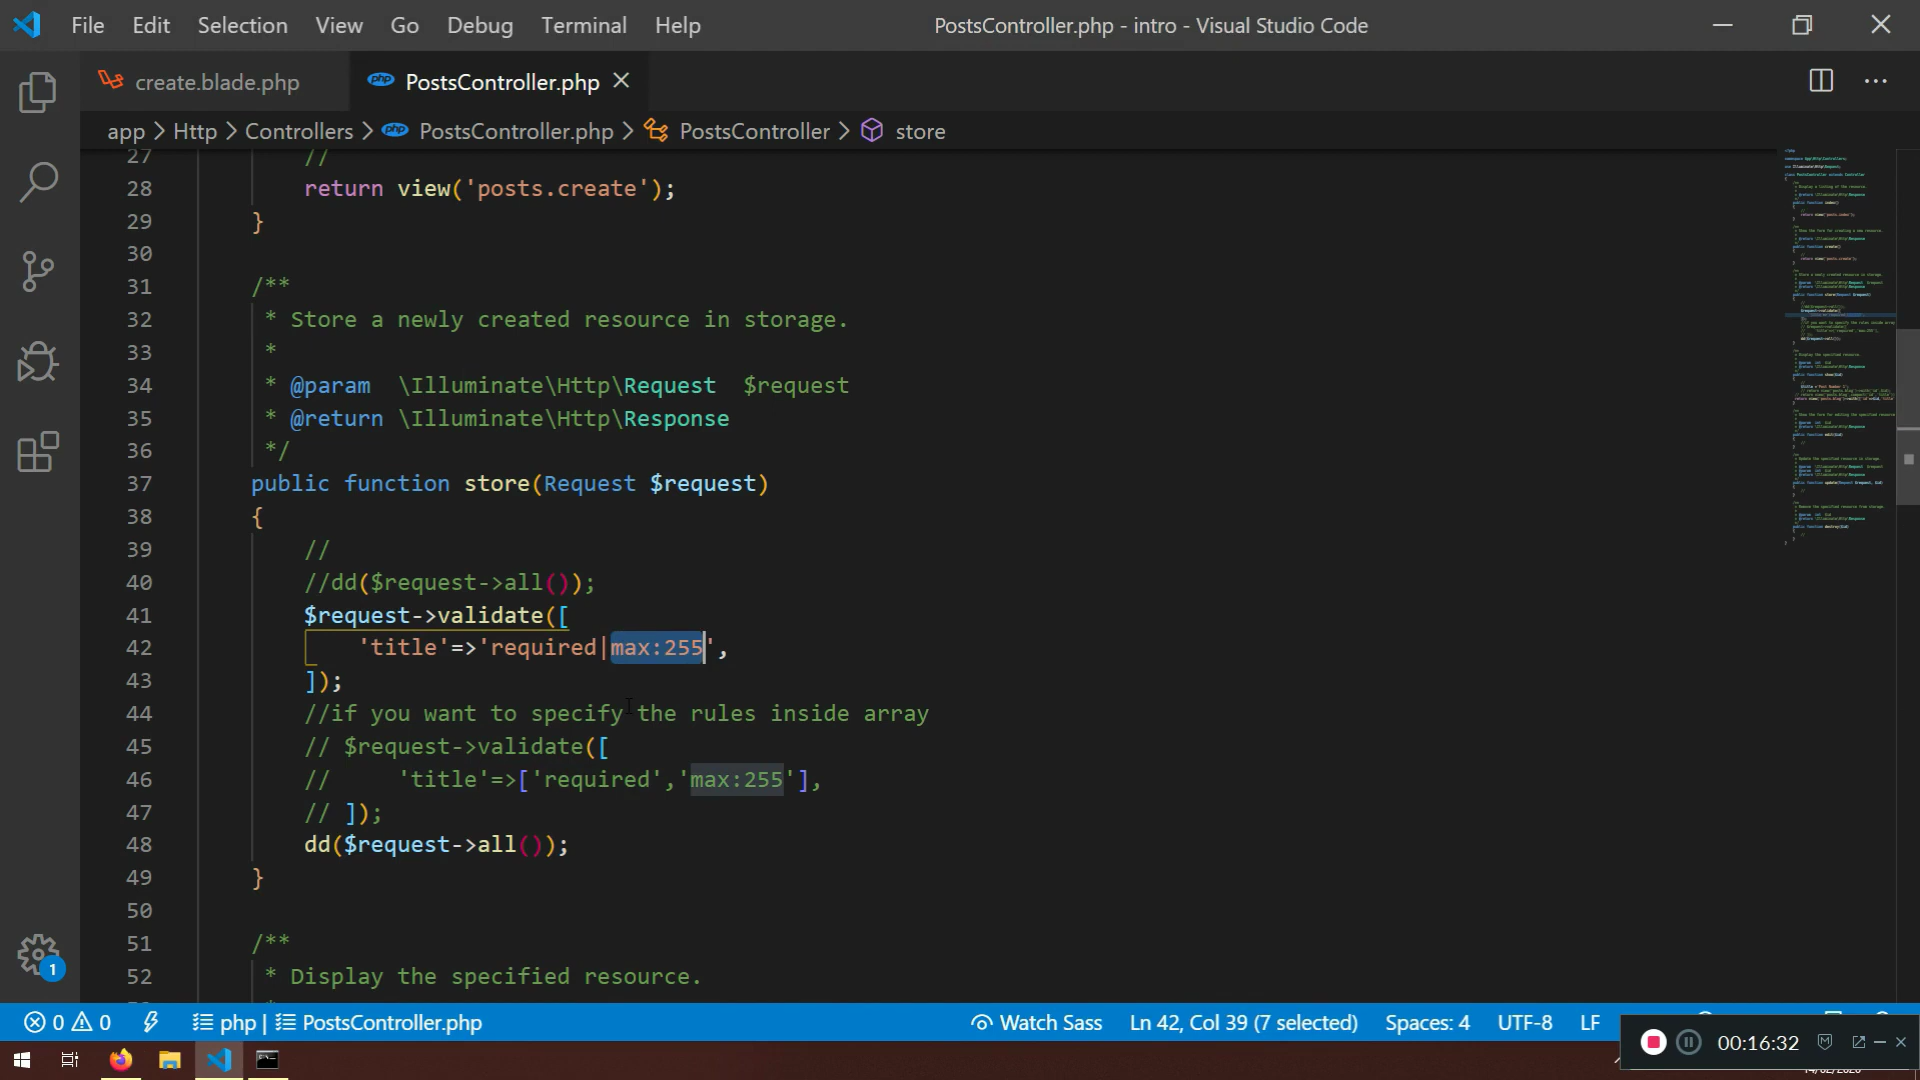 File Edit Selection View Go Debug Terminal Help
PostsController.php - intro - Visual Studio Code
create.blade.php
PostsController.php
app > Http > Controllers > PostsController.php > PostsController > store
27 //
28 return view('posts.create');
29 }
30
31 /**
32 * Store a newly created resource in storage.
33 *
34 * @param \Illuminate\Http\Request $request
35 * @return \Illuminate\Http\Response
36 */
37 public function store(Request $request)
38 {
39 //
40 //dd($request->all());
41 $request->validate([
42 'title'=>'required|max:255',
43 ]);
44 //if you want to specify the rules inside array
45 // $request->validate([
46 // 'title'=>['required','max:255'],
47 // ]);
48 dd($request->all());
49 }
50
51 /**
52 * Display the specified resource.
1
0 0 php | PostsController.php Watch Sass Ln 42, Col 39 (7 selected) Spaces: 4 UTF-8 LF
00:16:32